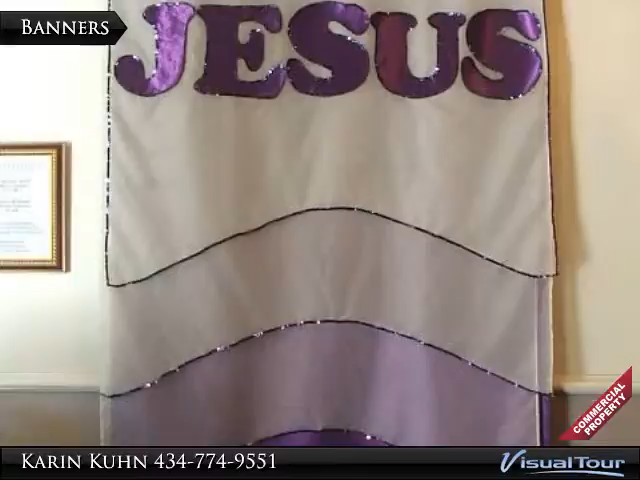 BANNERS
JESUS
COMMERCIAL
PROPERTY
KARIN KUHN 434-774-9551
VISUALTOUR